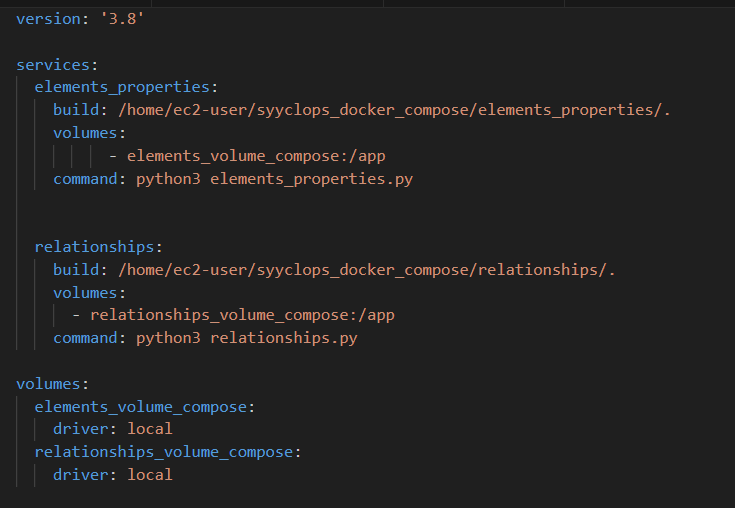 version: '3.8'
services:
elements_properties:
build: /home/ec2-user/syyclops_docker_compose/elements_properties/.
volumes:
- elements_volume_compose:/app
command: python3 elements_properties.py
relationships:
build: /home/ec2-user/syyclops_docker_compose/relationships/.
volumes:
- relationships_volume_compose:/app
command: python3 relationships.py
volumes:
elements_volume_compose:
driver: local
relationships_volume_compose:
driver: local